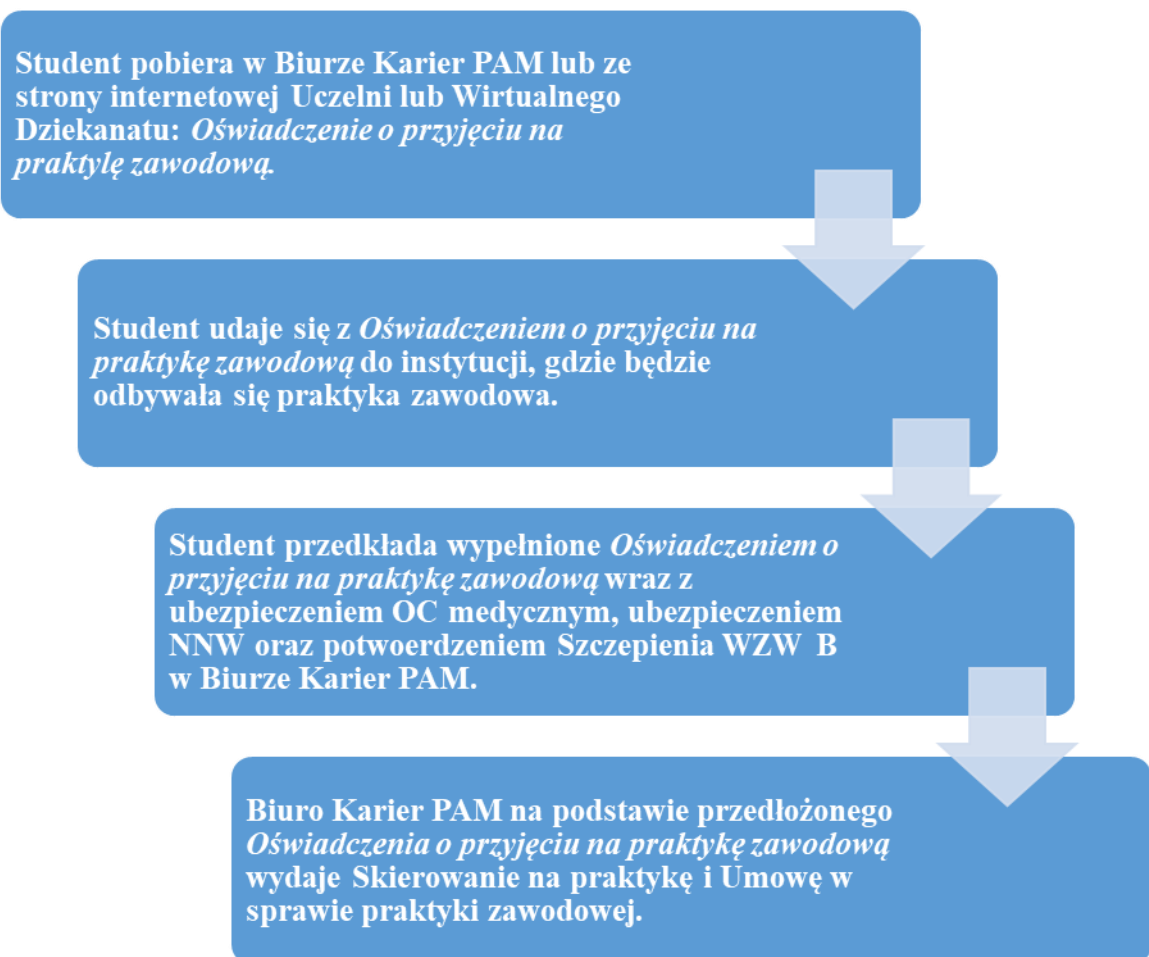 Student pobiera w Biurze Karier PAM lub ze
strony internetowej Uczelni lub Wirtualnego
Dziekanatu: Oświadczenie o przyjęciu na
praktylę zawodową.
Student udaje się z Oświadczeniem o przyjęciu na
praktykę zawodową do instytucji, gdzie będzie
odbywała się praktyka zawodowa.
Student przedkłada wypełnione Oświadczeniem o
przyjęciu na praktykę zawodową wraz z
ubezpieczeniem OC medycznym, ubezpieczeniem
NNW oraz potwoerdzeniem Szczepienia WZW B
w Biurze Karier PAM.
Biuro Karier PAM na podstawie przedłożonego
Oświadczenia o przyjęciu na praktykę zawodową
wydaje Skierowanie na praktykę i Umowę w
sprawie praktyki zawodowej.